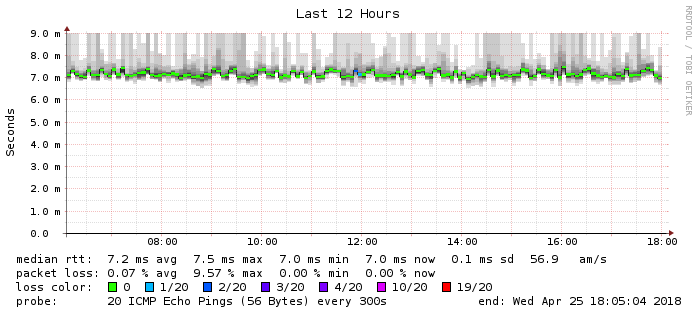 Last 12 Hours
RRDTOOL / TOBI OETIKER
Seconds
9.0 m
8.0 m
7.0 m
6.0 m
5.0 m
4.0 m
3.0 m
2.0 m
1.0 m
0.0
08:00 10:00 12:00 14:00 16:00 18:00
median rtt: 7.2 ms avg 7.5 ms max 7.0 ms min 7.0 ms now 0.1 ms sd 56.9 am/s
packet loss: 0.07 % avg 9.57 % max 0.00 % min 0.00 % now
loss color: 0 1/20 2/20 3/20 4/20 10/20 19/20
probe: 20 ICMP Echo Pings (56 Bytes) every 300s end: Wed Apr 25 18:05:04 2018